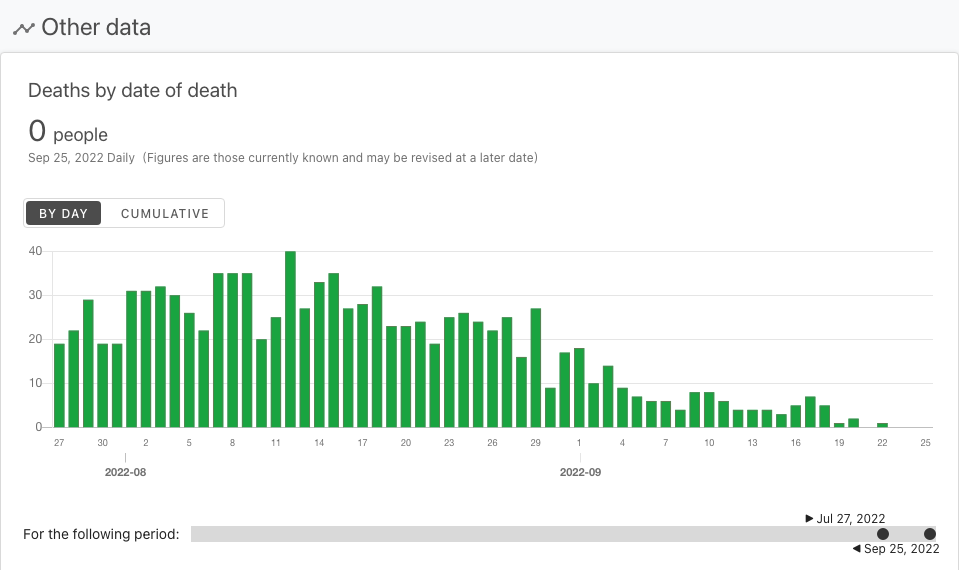 Other data
Deaths by date of death
0 people
Sep 25, 2022 Daily (Figures are those currently known and may be revised at a later date)
BY DAY CUMULATIVE
40
30
20
10
0
27 30 2 5 8 11 14 17 20 23 26 29 1 4 7 10 13 16 19 22 25
2022-08 2022-09
▶ Jul 27, 2022
For the following period:
◀ Sep 25, 2022